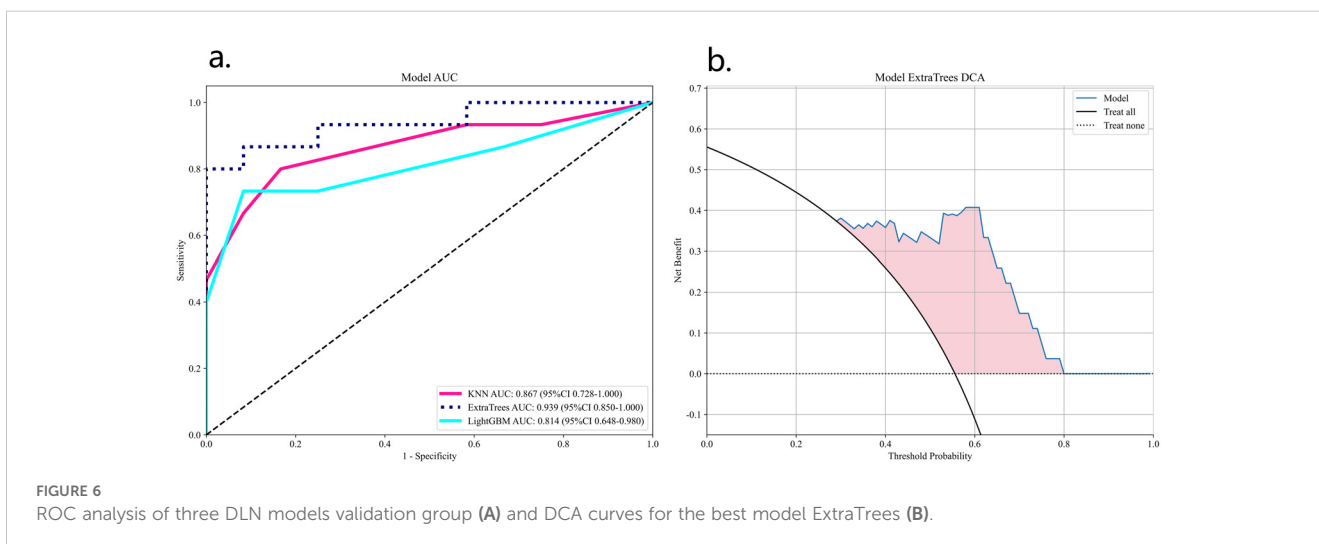 a.
Model AUC
1.0
0.8
0.6
0.4
0.2
0.0
Sensitivity
0.0
0.2
0.4
0.6
0.8
1.0
1 - Specificity
KNN AUC: 0.867 (95%CI 0.728-1.000)
ExtraTrees AUC: 0.939 (95%CI 0.850-1.000)
LightGBM AUC: 0.814 (95%CI 0.648-0.980)
b.
Model ExtraTrees DCA
0.7
0.6
0.5
0.4
0.3
0.2
0.1
0.0
-0.1
Net Benefit
0.0
0.2
0.4
0.6
0.8
1.0
Threshold Probability
Model
Treat all
Treat none
FIGURE 6
ROC analysis of three DLN models validation group (A) and DCA curves for the best model ExtraTrees (B).